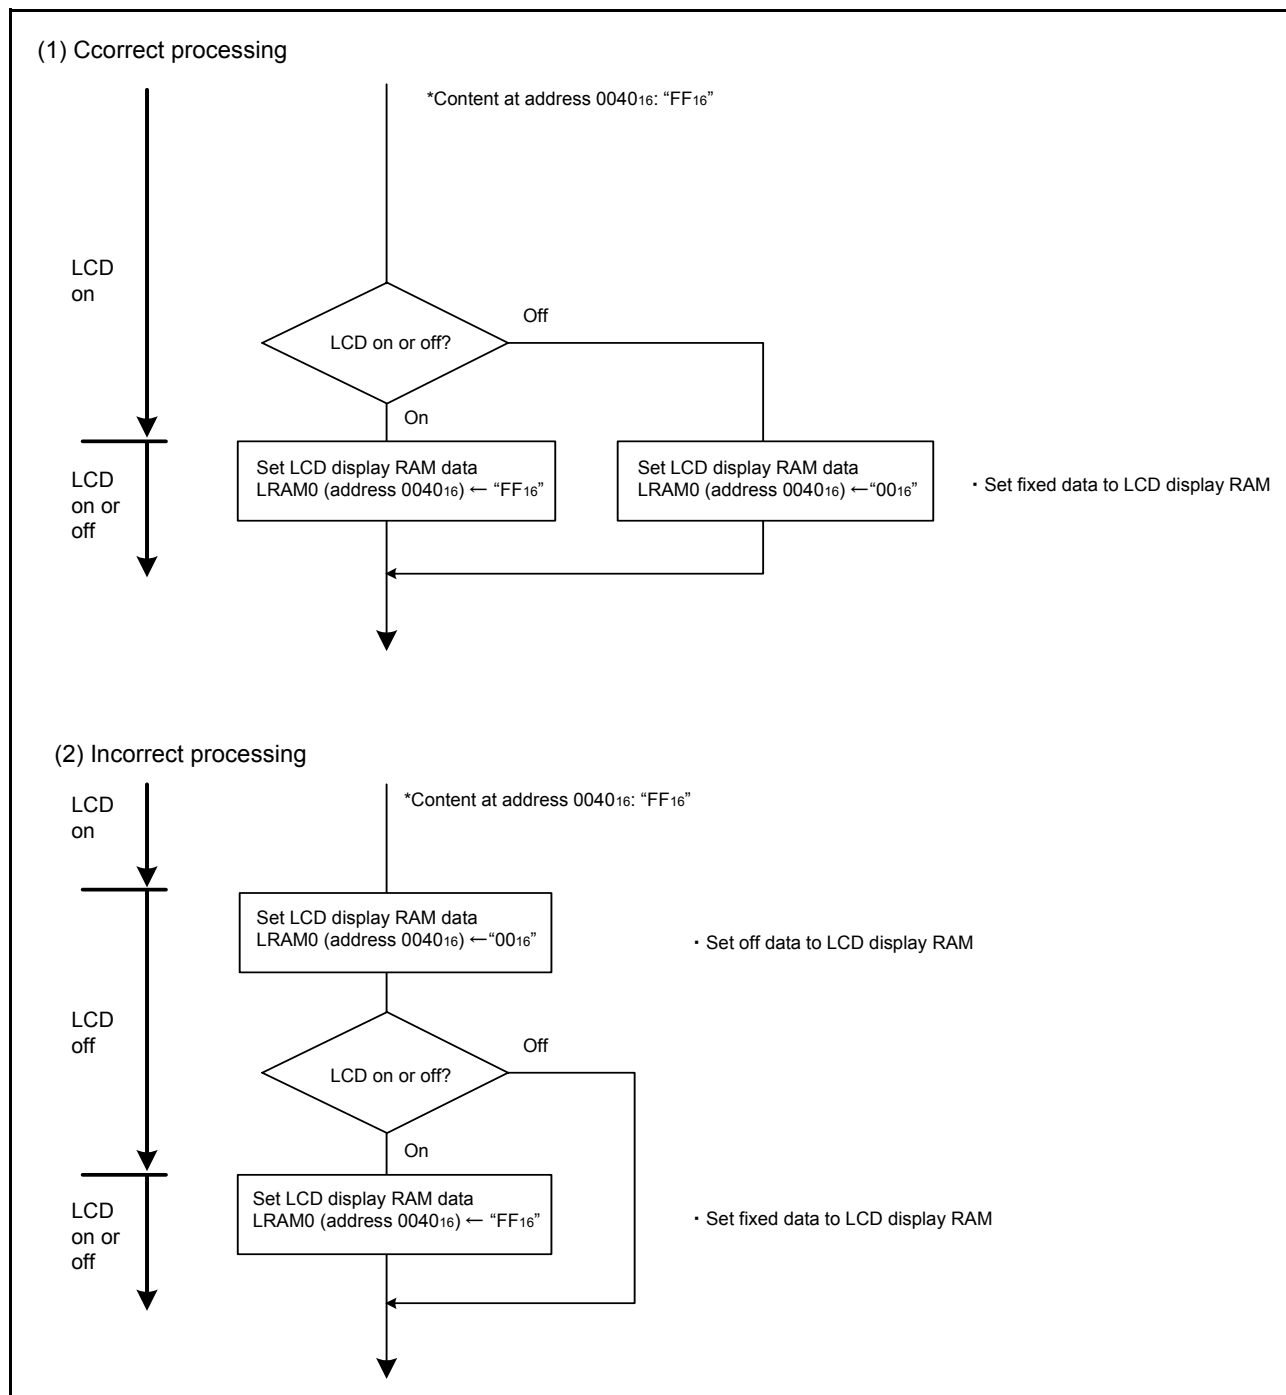 (1) Ccorrect processing
*Content at address 004016: “FF16”
LCD
on
Off
LCD on or off?
On
LCD
on or
off
Set LCD display RAM data
LRAM0 (address 004016) ← “FF16”
Set LCD display RAM data
LRAM0 (address 004016) ←“0016”
・Set fixed data to LCD display RAM
(2) Incorrect processing
LCD
on
*Content at address 004016: “FF16”
Set LCD display RAM data
LRAM0 (address 004016) ←“0016”
・Set off data to LCD display RAM
LCD
off
Off
LCD on or off?
On
LCD
on or
off
Set LCD display RAM data
LRAM0 (address 004016) ← “FF16”
・Set fixed data to LCD display RAM